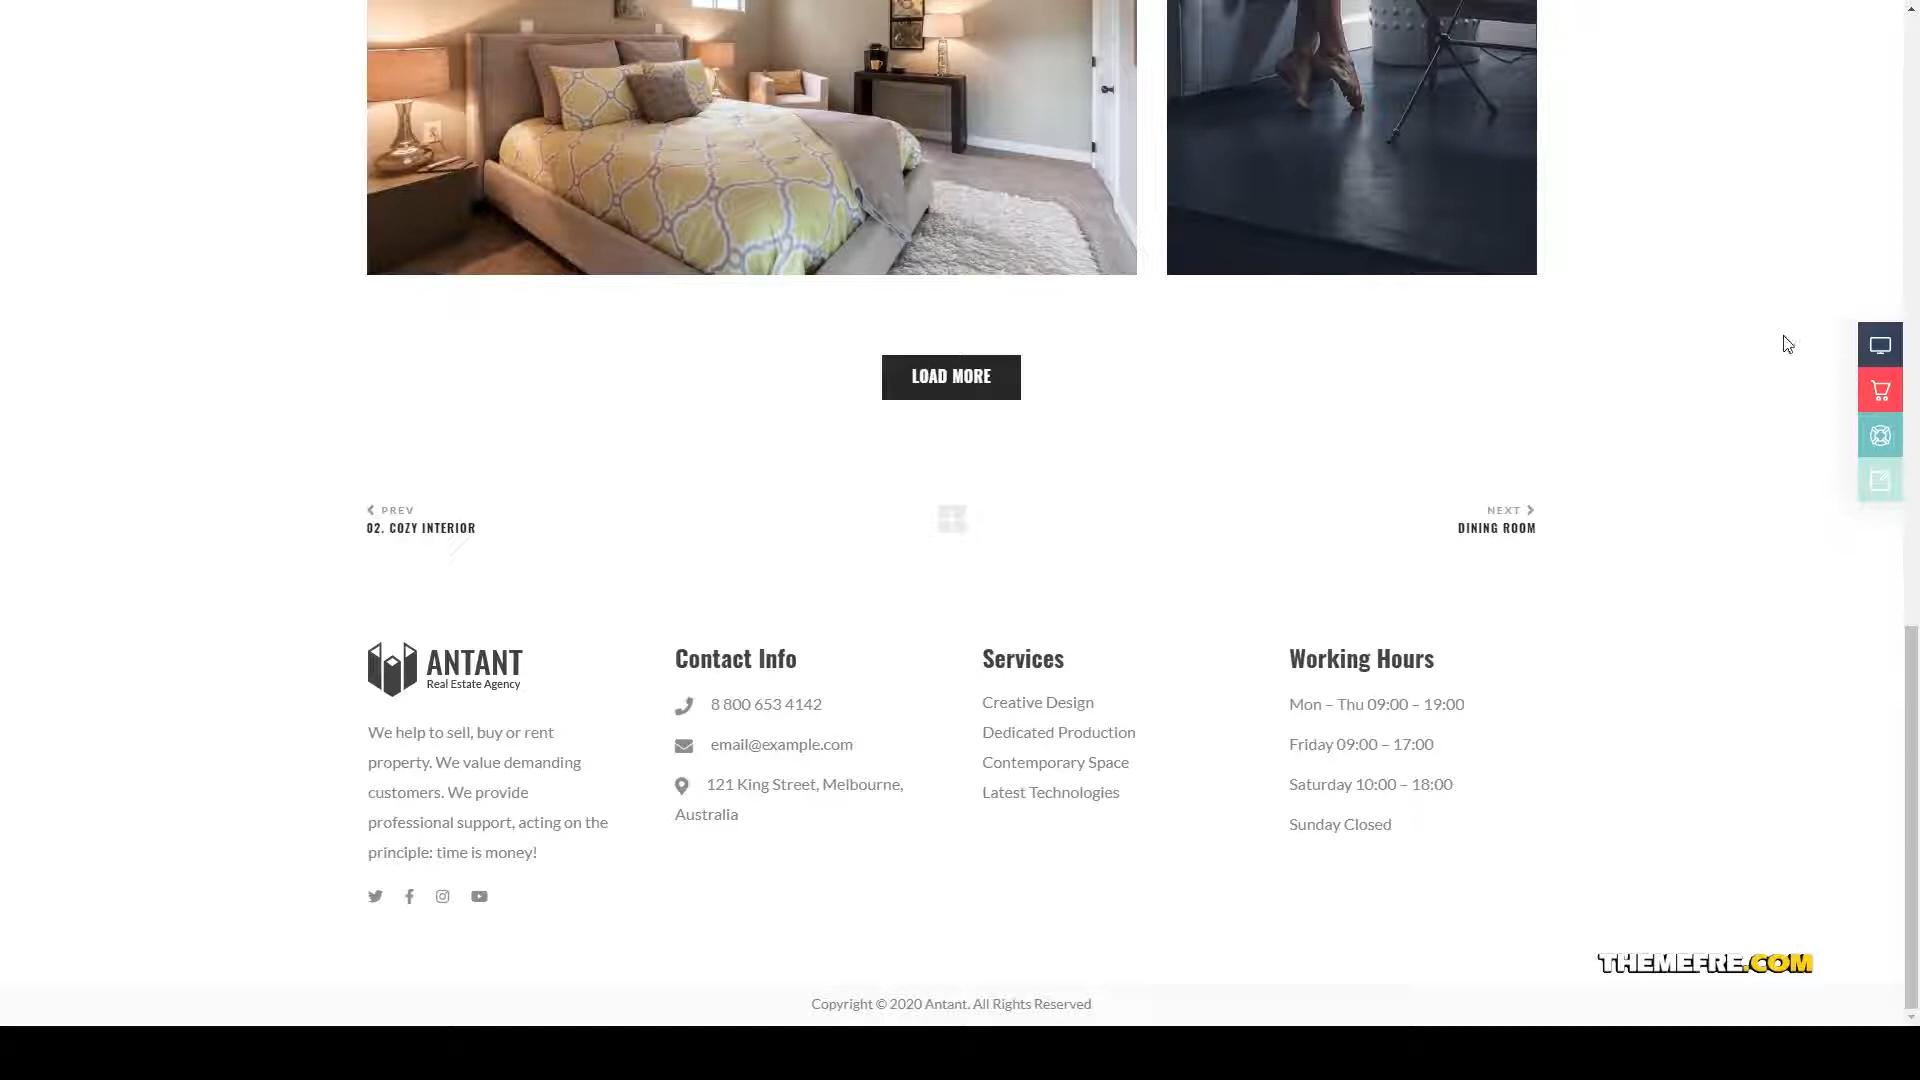 LOAD MORE
PREV
02. COZY INTERIOR
NEXT
DINING ROOM
ANTANT
Real Estate Agency
We help to sell, buy or rent
property. We value demanding
customers. We provide
professional support, acting on the
principle: time is money!
Contact Info
8 800 653 4142
email@example.com
121 King Street, Melbourne,
Australia
Services
Creative Design
Dedicated Production
Contemporary Space
Latest Technologies
Working Hours
Mon – Thu 09:00 – 19:00
Friday 09:00 – 17:00
Saturday 10:00 – 18:00
Sunday Closed
THEMEFRE.COM
Copyright © 2020 Antant. All Rights Reserved